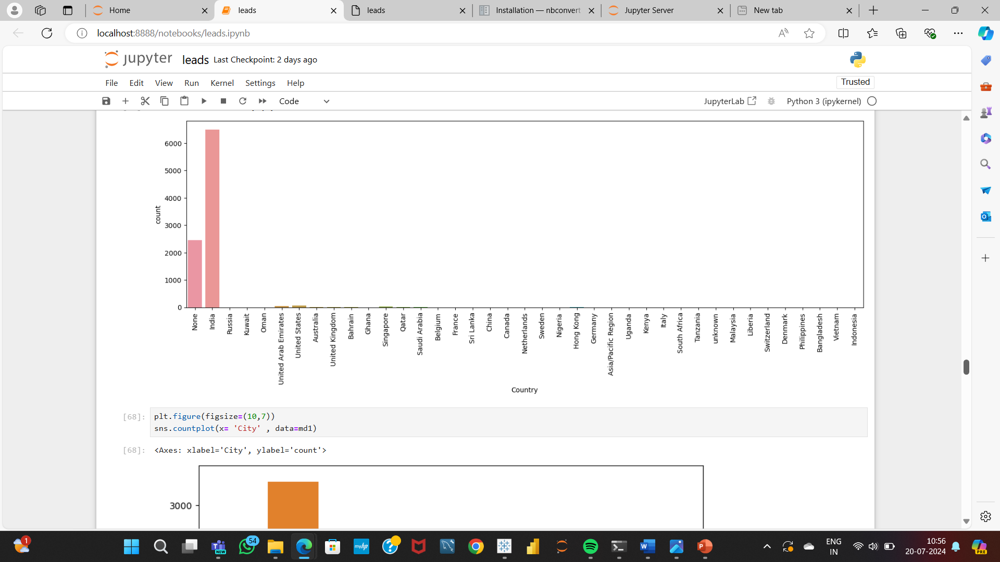 Home
leads
leads
Installation — nbconvert
Jupyter Server
New tab
localhost:8888/notebooks/leads.ipynb
jupyter leads Last Checkpoint: 2 days ago
File Edit View Run Kernel Settings Help
Trusted
Code
JupyterLab
Python 3 (ipykernel)
6000
5000
4000
3000
2000
1000
0
count
None
India
Russia
Kuwait
Oman
United Arab Emirates
United States
Australia
United Kingdom
Bahrain
Ghana
Singapore
Qatar
Saudi Arabia
Belgium
France
Sri Lanka
China
Canada
Netherlands
Sweden
Nigeria
Hong Kong
Germany
Asia/Pacific Region
Uganda
Kenya
Italy
South Africa
Tanzania
unknown
Malaysia
Liberia
Switzerland
Denmark
Philippines
Bangladesh
Vietnam
Indonesia
Country
[68]: plt.figure(figsize=(10,7))
sns.countplot(x= 'City' , data=md1)
[68]: <Axes: xlabel='City', ylabel='count'>
3000
1
NEW
54
myhp
ENG
IN
10:56
20-07-2024
PRE